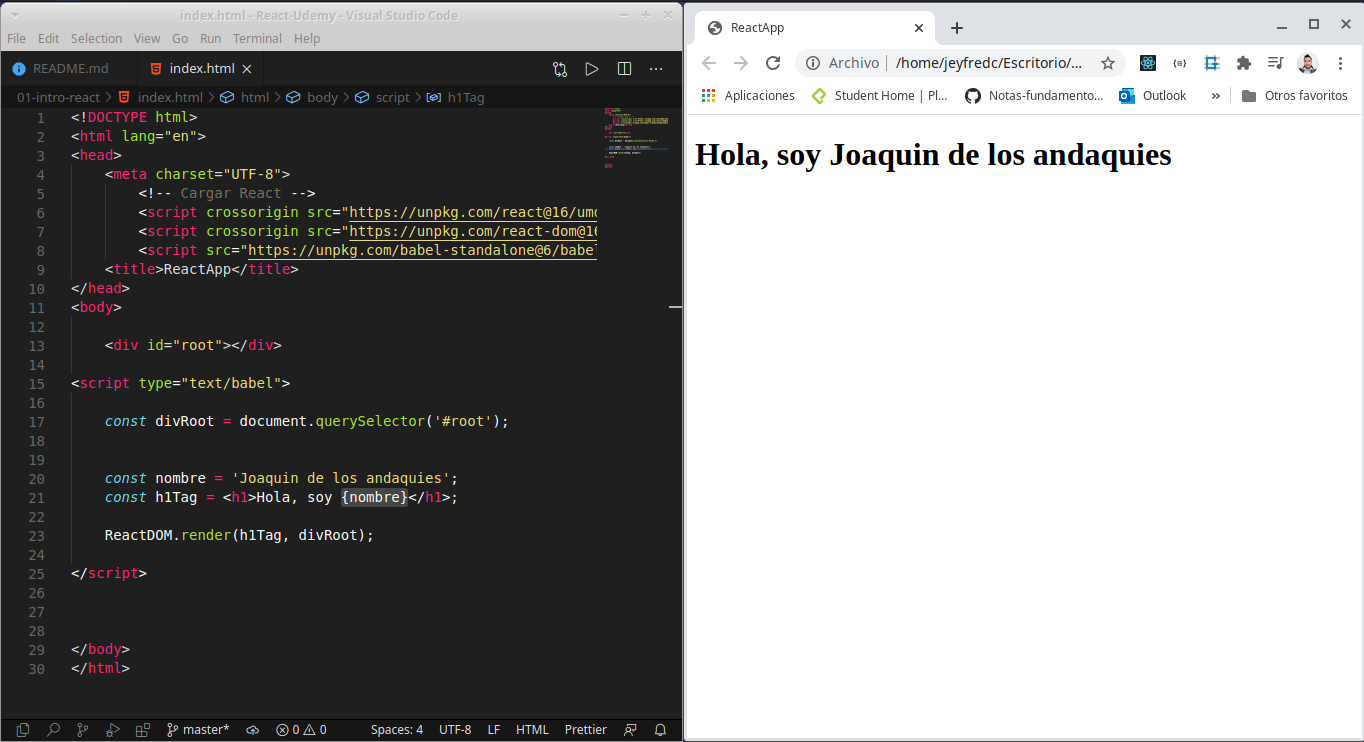 index.html - React-Udemy - Visual Studio Code
File Edit Selection View Go Run Terminal Help
README.md index.html
01-intro-react > index.html > html > body > script > h1Tag
1 <!DOCTYPE html>
2 <html lang="en">
3 <head>
4 <meta charset="UTF-8">
5 <!-- Cargar React -->
6 <script crossorigin src="https://unpkg.com/react@16/umd
7 <script crossorigin src="https://unpkg.com/react-dom@16
8 <script src="https://unpkg.com/babel-standalone@6/babel
9 <title>ReactApp</title>
10 </head>
11 <body>
12
13 <div id="root"></div>
14
15 <script type="text/babel">
16
17 const divRoot = document.querySelector('#root');
18
19
20 const nombre = 'Joaquin de los andaquies';
21 const h1Tag = <h1>Hola, soy {nombre}</h1>;
22
23 ReactDOM.render(h1Tag, divRoot);
24
25 </script>
26
27
28
29 </body>
30 </html>
master* 0 0 Spaces: 4 UTF-8 LF HTML Prettier
ReactApp
Archivo | /home/jeyfredc/Escritorio/...
Aplicaciones Student Home | Pl... Notas-fundamento... Outlook » Otros favoritos
Hola, soy Joaquin de los andaquies